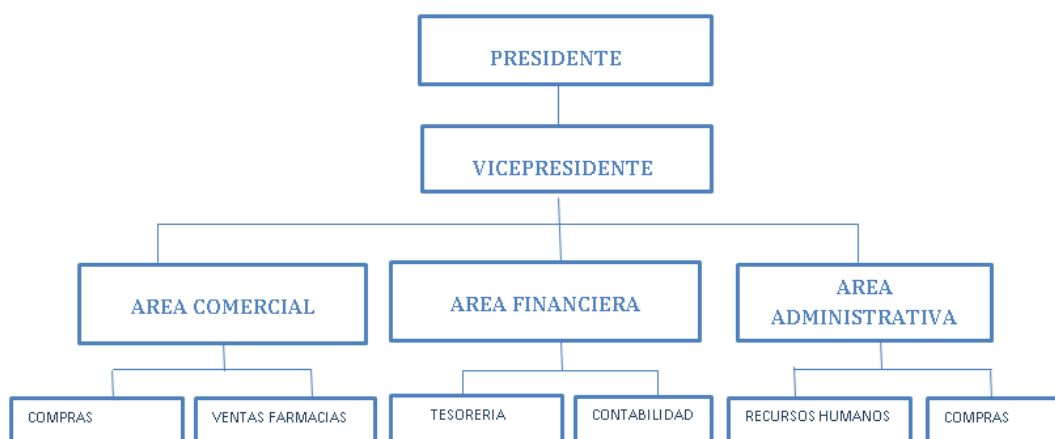 PRESIDENTE
VICEPRESIDENTE
AREA COMERCIAL
AREA FINANCIERA
AREA
ADMINISTRATIVA
COMPRAS
VENTAS FARMACIAS
TESORERIA
CONTABILIDAD
RECURSOS HUMANOS
COMPRAS